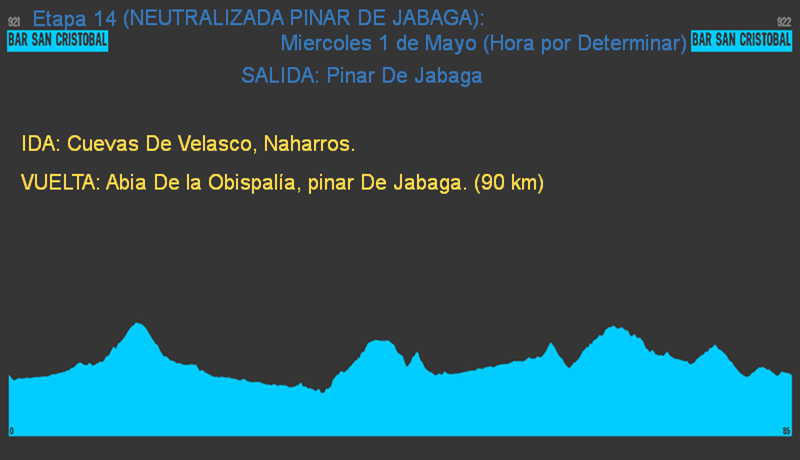 Etapa 14 (NEUTRALIZADA PINAR DE JABAGA):
921
922
BAR SAN CRISTOBAL
Miercoles 1 de Mayo (Hora por Determinar)
BAR SAN CRISTOBAL
SALIDA: Pinar De Jabaga
IDA: Cuevas De Velasco, Naharros.
VUELTA: Abia De la Obispalía, pinar De Jabaga. (90 km)
0
85